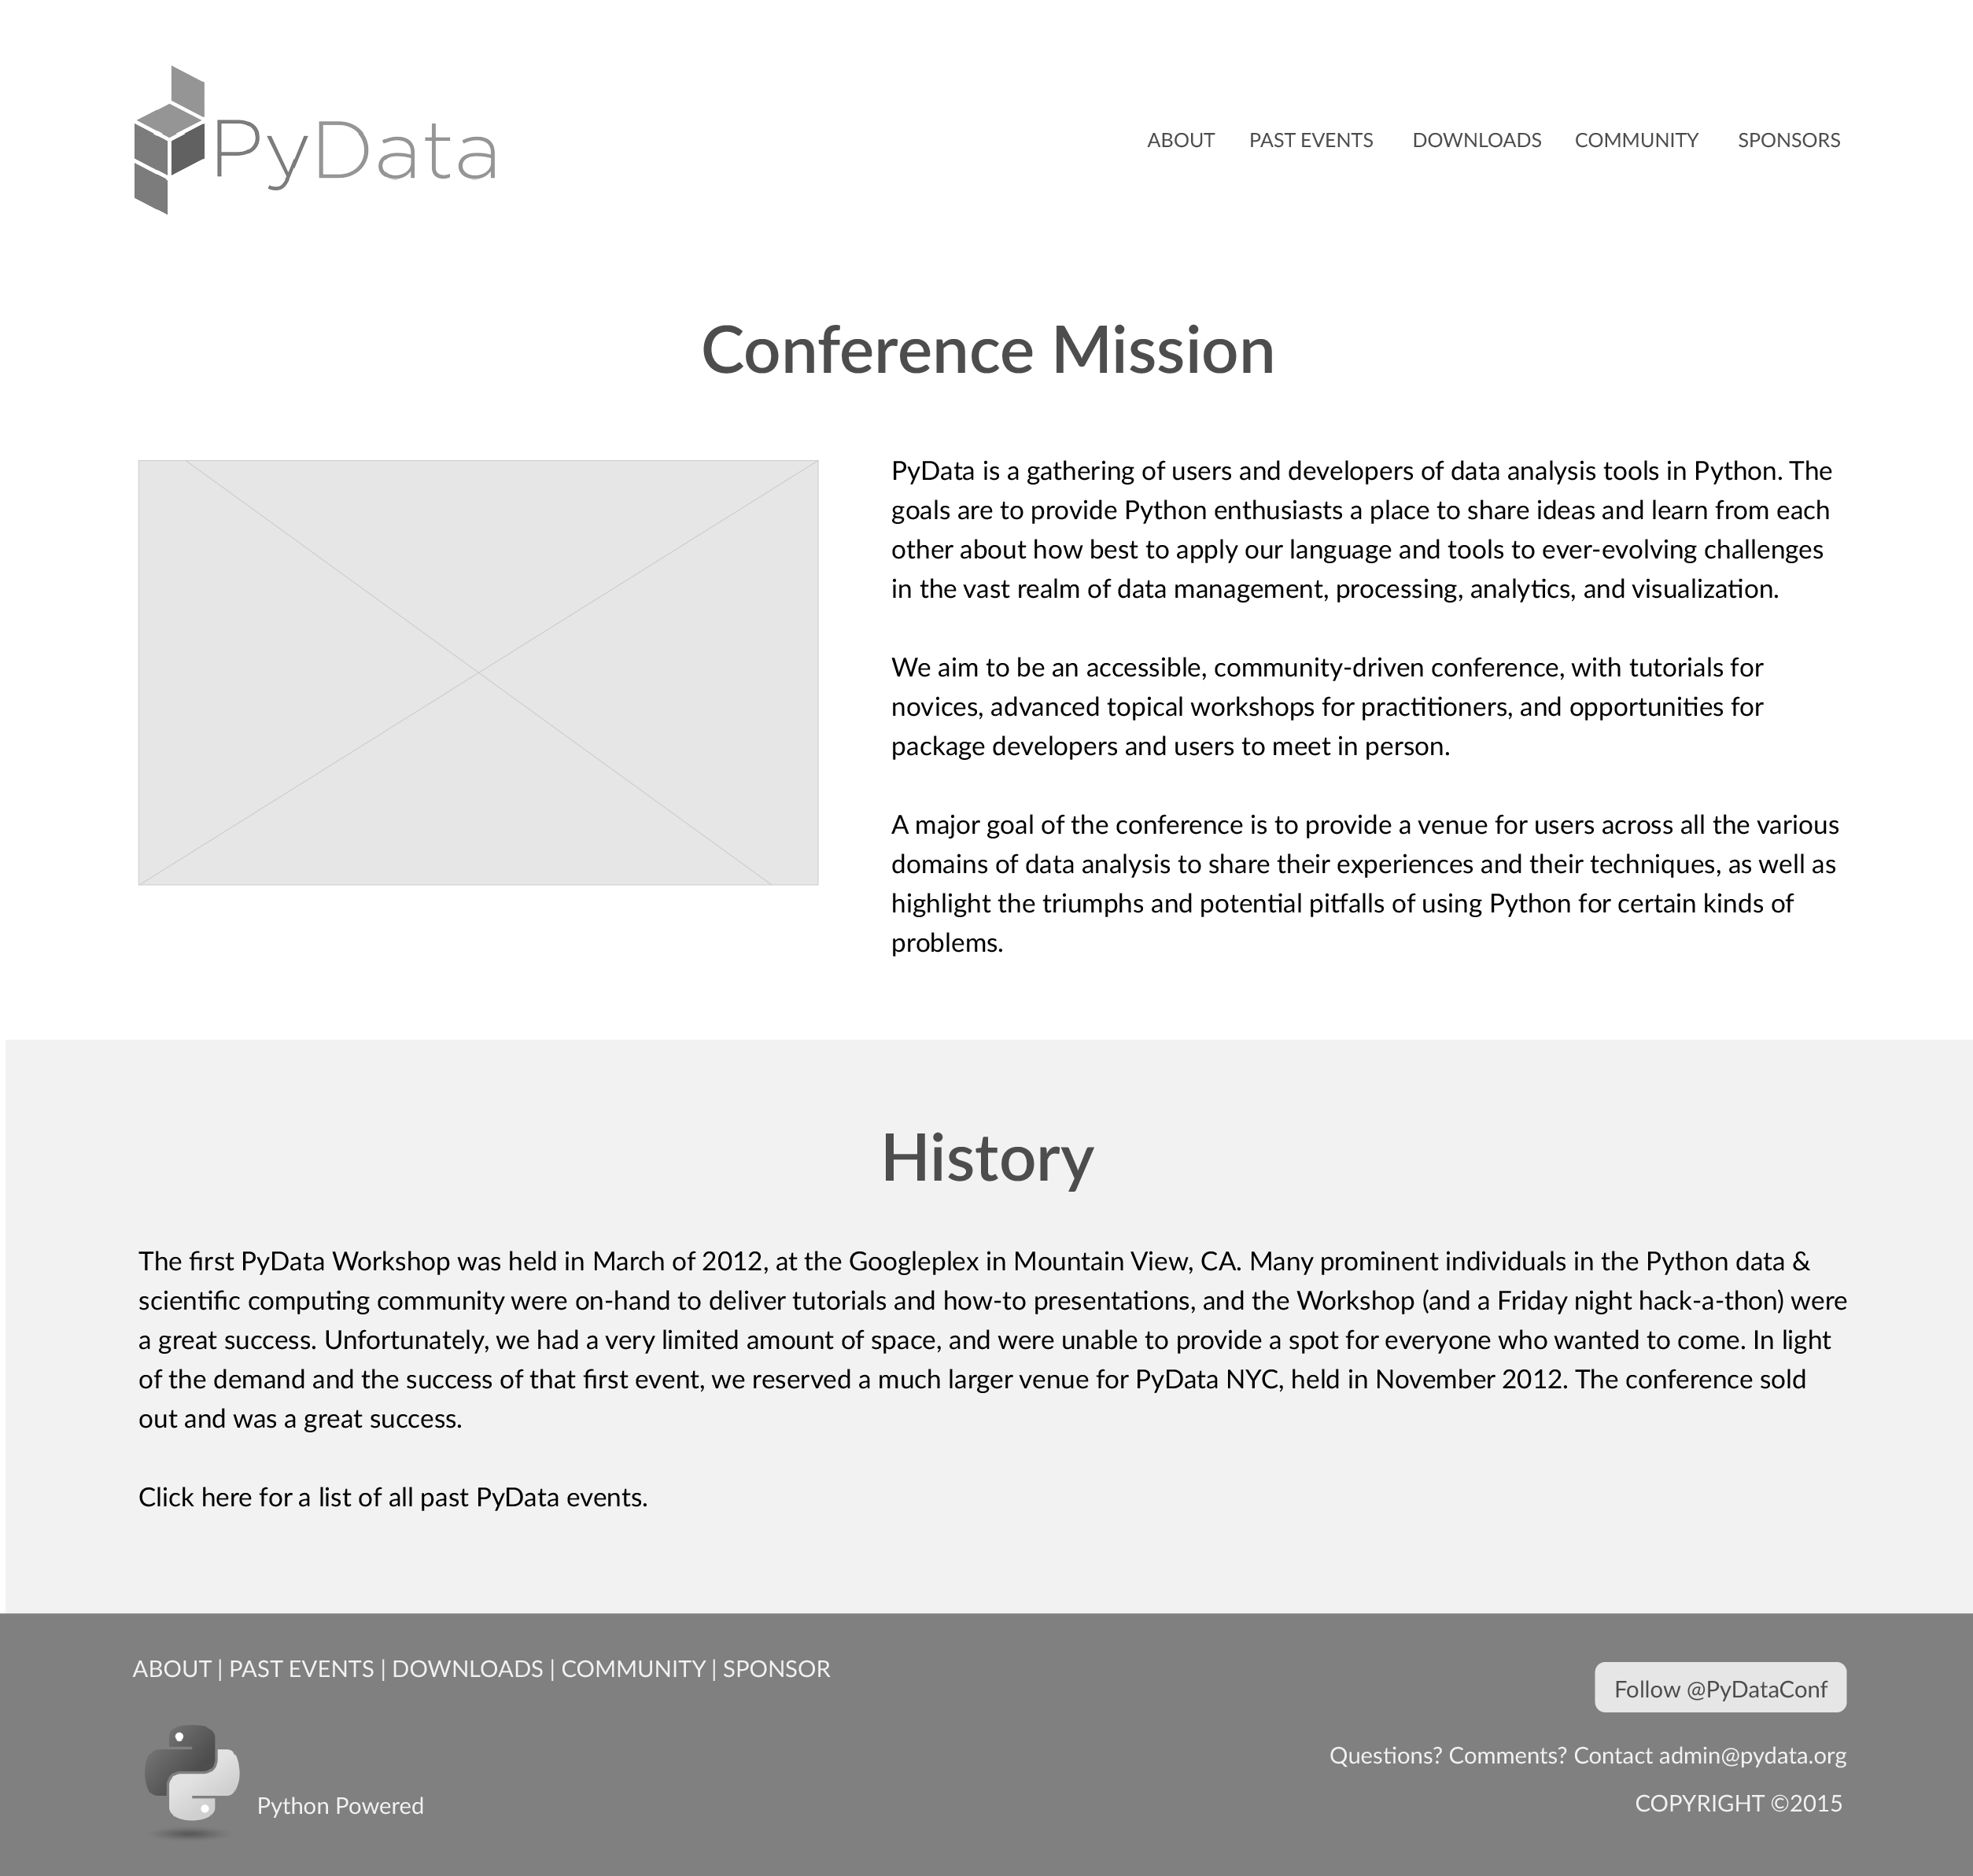 PyData
ABOUT PAST EVENTS DOWNLOADS COMMUNITY SPONSORS
Conference Mission
PyData is a gathering of users and developers of data analysis tools in Python. The
goals are to provide Python enthusiasts a place to share ideas and learn from each
other about how best to apply our language and tools to ever-evolving challenges
in the vast realm of data management, processing, analytics, and visualization.
We aim to be an accessible, community-driven conference, with tutorials for
novices, advanced topical workshops for practitioners, and opportunities for
package developers and users to meet in person.
A major goal of the conference is to provide a venue for users across all the various
domains of data analysis to share their experiences and their techniques, as well as
highlight the triumphs and potential pitfalls of using Python for certain kinds of
problems.
History
The first PyData Workshop was held in March of 2012, at the Googleplex in Mountain View, CA. Many prominent individuals in the Python data &
scientific computing community were on-hand to deliver tutorials and how-to presentations, and the Workshop (and a Friday night hack-a-thon) were
a great success. Unfortunately, we had a very limited amount of space, and were unable to provide a spot for everyone who wanted to come. In light
of the demand and the success of that first event, we reserved a much larger venue for PyData NYC, held in November 2012. The conference sold
out and was a great success.
Click here for a list of all past PyData events.
ABOUT | PAST EVENTS | DOWNLOADS | COMMUNITY | SPONSOR
Python Powered
Follow @PyDataConf
Questions? Comments? Contact admin@pydata.org
COPYRIGHT ©2015